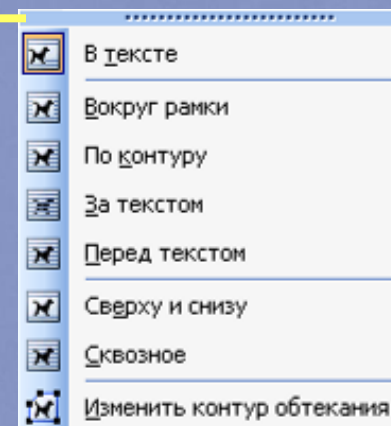 В тексте
Вокруг рамки
По контуру
За текстом
Перед текстом
Сверху и снизу
Сквозное
Изменить контур обтекания